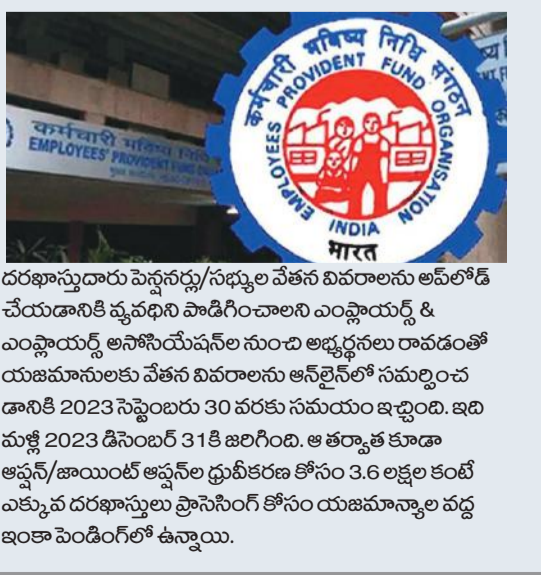 कर्मचारी भविष्य निधि संगठन
EMPLOYEES' PROVIDENT FUND ORGANISATION
INDIA
भारत
कर्मचारी भविष्य निधि
EMPLOYEES' PROVIDENT FUND
దరఖాస్తుదారు పెన్షనర్లు/సభ్యుల వేతన వివరాలను అప్‌లోడ్
చేయడానికి వ్యవధిని పొడిగించాలని ఎంప్లాయర్స్ &
ఎంప్లాయర్స్ అసోసియేషన్‌ల నుంచి అభ్యర్థనలు రావడంతో
యజమానులకు వేతన వివరాలను ఆన్‌లైన్‌లో సమర్పించ
డానికి 2023 సెప్టెంబరు 30 వరకు సమయం ఇచ్చింది. ఇది
మళ్లీ 2023 డిసెంబర్ 31కి జరిగింది. ఆ తర్వాత కూడా
ఆప్షన్/జాయింట్ ఆప్షన్‌ల ధ్రువీకరణ కోసం 3.6 లక్షల కంటే
ఎక్కువ దరఖాస్తులు ప్రాసెసింగ్ కోసం యజమాన్యాల వద్ద
ఇంకా పెండింగ్‌లో ఉన్నాయి.